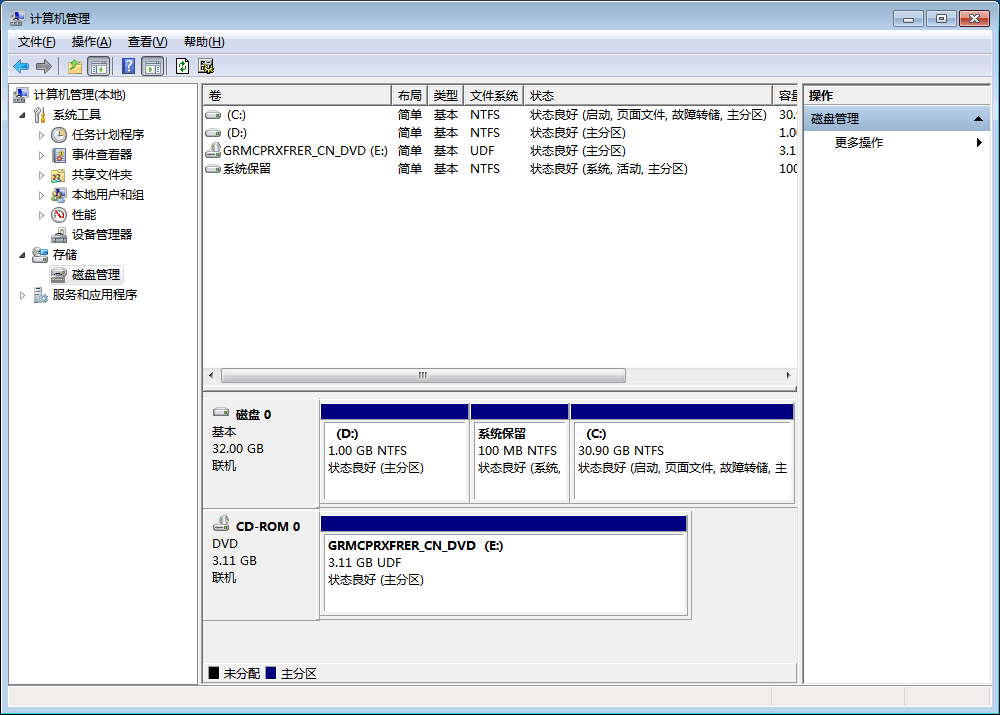 计算机管理
文件(F) 操作(A) 查看(V) 帮助(H)
计算机管理(本地)
系统工具
任务计划程序
事件查看器
共享文件夹
本地用户和组
性能
设备管理器
存储
磁盘管理
服务和应用程序
卷 布局 类型 文件系统 状态
(C:) 简单 基本 NTFS 状态良好 (启动, 页面文件, 故障转储, 主分区) 30.
(D:) 简单 基本 NTFS 状态良好 (主分区) 1.0
GRMCPRXFRER_CN_DVD (E:) 简单 基本 UDF 状态良好 (主分区) 3.1
系统保留 简单 基本 NTFS 状态良好 (系统, 活动, 主分区) 100
磁盘 0
基本
32.00 GB
联机
(D:)
1.00 GB NTFS
状态良好 (主分区)
系统保留
100 MB NTFS
状态良好 (系统,
(C:)
30.90 GB NTFS
状态良好 (启动, 页面文件, 故障转储, 主
CD-ROM 0
DVD
3.11 GB
联机
GRMCPRXFRER_CN_DVD (E:)
3.11 GB UDF
状态良好 (主分区)
未分配 主分区
操作
磁盘管理
更多操作